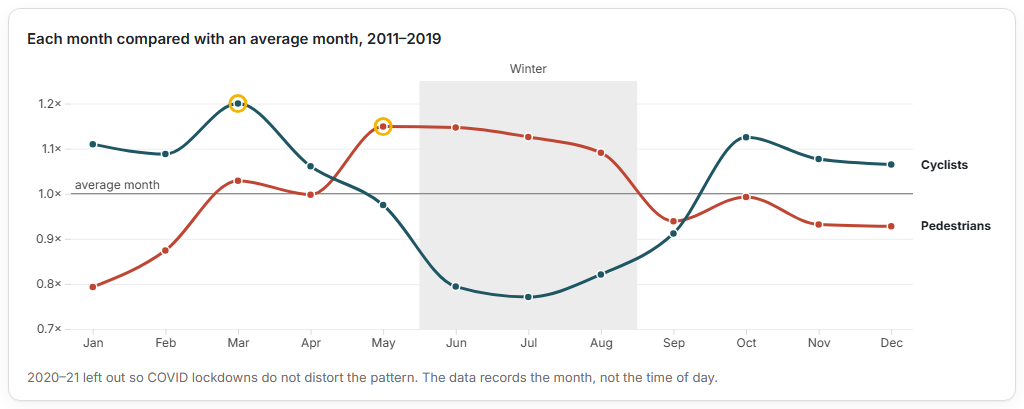 Each month compared with an average month, 2011–2019
Winter
1.2×
1.1×
average month
1.0×
0.9×
0.8×
0.7×
Cyclists
Pedestrians
Jan Feb Mar Apr May Jun Jul Aug Sep Oct Nov Dec
2020–21 left out so COVID lockdowns do not distort the pattern. The data records the month, not the time of day.